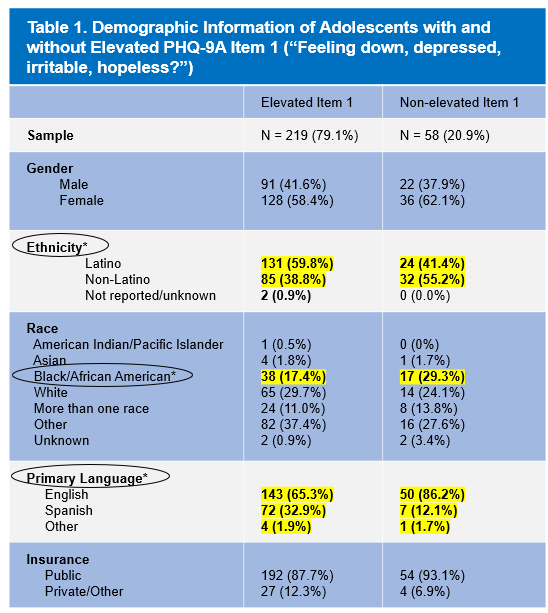 Table 1. Demographic Information of Adolescents with and
without Elevated PHQ-9A Item 1 (“Feeling down, depressed,
irritable, hopeless?”)
Elevated Item 1 Non-elevated Item 1
Sample N = 219 (79.1%) N = 58 (20.9%)
Gender
Male 91 (41.6%) 22 (37.9%)
Female 128 (58.4%) 36 (62.1%)
Ethnicity*
Latino 131 (59.8%) 24 (41.4%)
Non-Latino 85 (38.8%) 32 (55.2%)
Not reported/unknown 2 (0.9%) 0 (0.0%)
Race
American Indian/Pacific Islander 1 (0.5%) 0 (0%)
Asian 4 (1.8%) 1 (1.7%)
Black/African American* 38 (17.4%) 17 (29.3%)
White 65 (29.7%) 14 (24.1%)
More than one race 24 (11.0%) 8 (13.8%)
Other 82 (37.4%) 16 (27.6%)
Unknown 2 (0.9%) 2 (3.4%)
Primary Language*
English 143 (65.3%) 50 (86.2%)
Spanish 72 (32.9%) 7 (12.1%)
Other 4 (1.9%) 1 (1.7%)
Insurance
Public 192 (87.7%) 54 (93.1%)
Private/Other 27 (12.3%) 4 (6.9%)